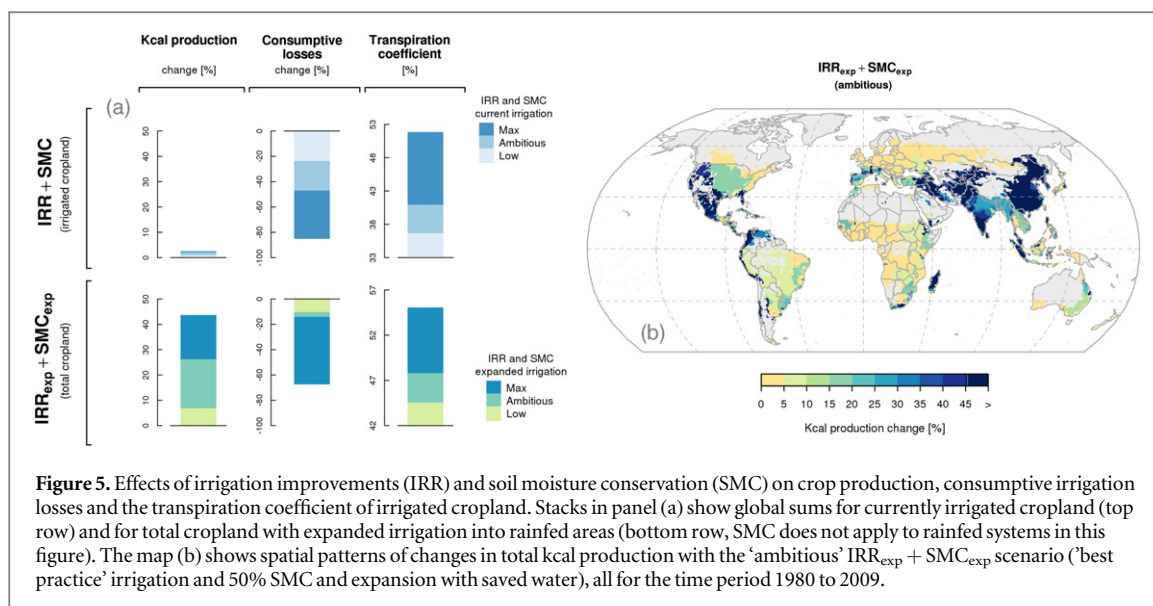 Kcal production
Consumptive
losses
Transpiration
coefficient
change [%]
change [%]
[%]
(a)
IRR + SMC
(irrigated cropland)
50
40
30
20
10
0
0
-20
-40
-60
-80
-100
53
48
43
38
33
IRR and SMC
current irrigation
Max
Ambitious
Low
IRRexp + SMCexp
(total cropland)
50
40
30
20
10
0
0
-20
-40
-60
-80
-100
57
52
47
42
IRR and SMC
expanded irrigation
Max
Ambitious
Low
IRRexp + SMCexp
(ambitious)
(b)
0 5 10 15 20 25 30 35 40 45 >
Kcal production change [%]
Figure 5. Effects of irrigation improvements (IRR) and soil moisture conservation (SMC) on crop production, consumptive irrigation
losses and the transpiration coefficient of irrigated cropland. Stacks in panel (a) show global sums for currently irrigated cropland (top
row) and for total cropland with expanded irrigation into rainfed areas (bottom row, SMC does not apply to rainfed systems in this
figure). The map (b) shows spatial patterns of changes in total kcal production with the ‘ambitious’ IRRexp + SMCexp scenario (’best
practice’ irrigation and 50% SMC and expansion with saved water), all for the time period 1980 to 2009.